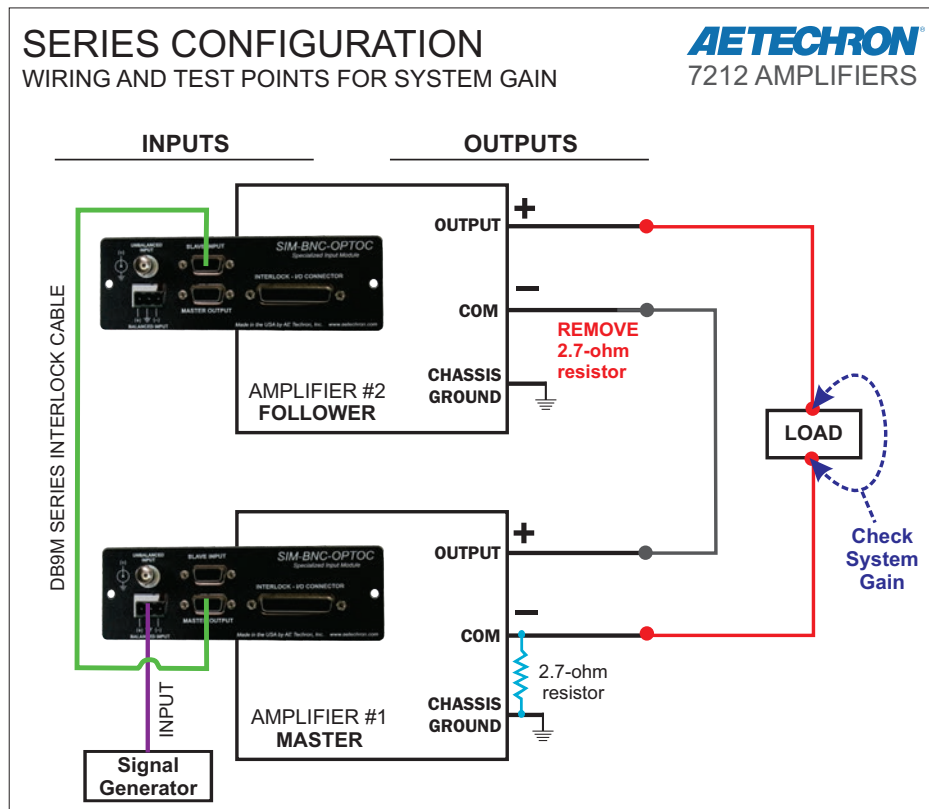 SERIES CONFIGURATION
WIRING AND TEST POINTS FOR SYSTEM GAIN
AE TECHRON
7212 AMPLIFIERS
INPUTS
OUTPUTS
DB9M SERIES INTERLOCK CABLE
UNBALANCED
INPUT
SLAVE INPUT
SIM-BNC-OPTOC
Specialized Input Module
INTERLOCK - I/O CONNECTOR
MASTER OUTPUT
(+) (−)
BALANCED INPUT
Made in the USA by AE Techron, Inc. www.aetechron.com
AMPLIFIER #2
FOLLOWER
OUTPUT
+
COM
−
REMOVE
2.7-ohm
resistor
CHASSIS
GROUND
LOAD
Check
System
Gain
UNBALANCED
INPUT
SLAVE INPUT
SIM-BNC-OPTOC
Specialized Input Module
INTERLOCK - I/O CONNECTOR
MASTER OUTPUT
(+) (−)
BALANCED INPUT
Made in the USA by AE Techron, Inc. www.aetechron.com
AMPLIFIER #1
MASTER
OUTPUT
+
COM
−
2.7-ohm
resistor
CHASSIS
GROUND
INPUT
Signal
Generator